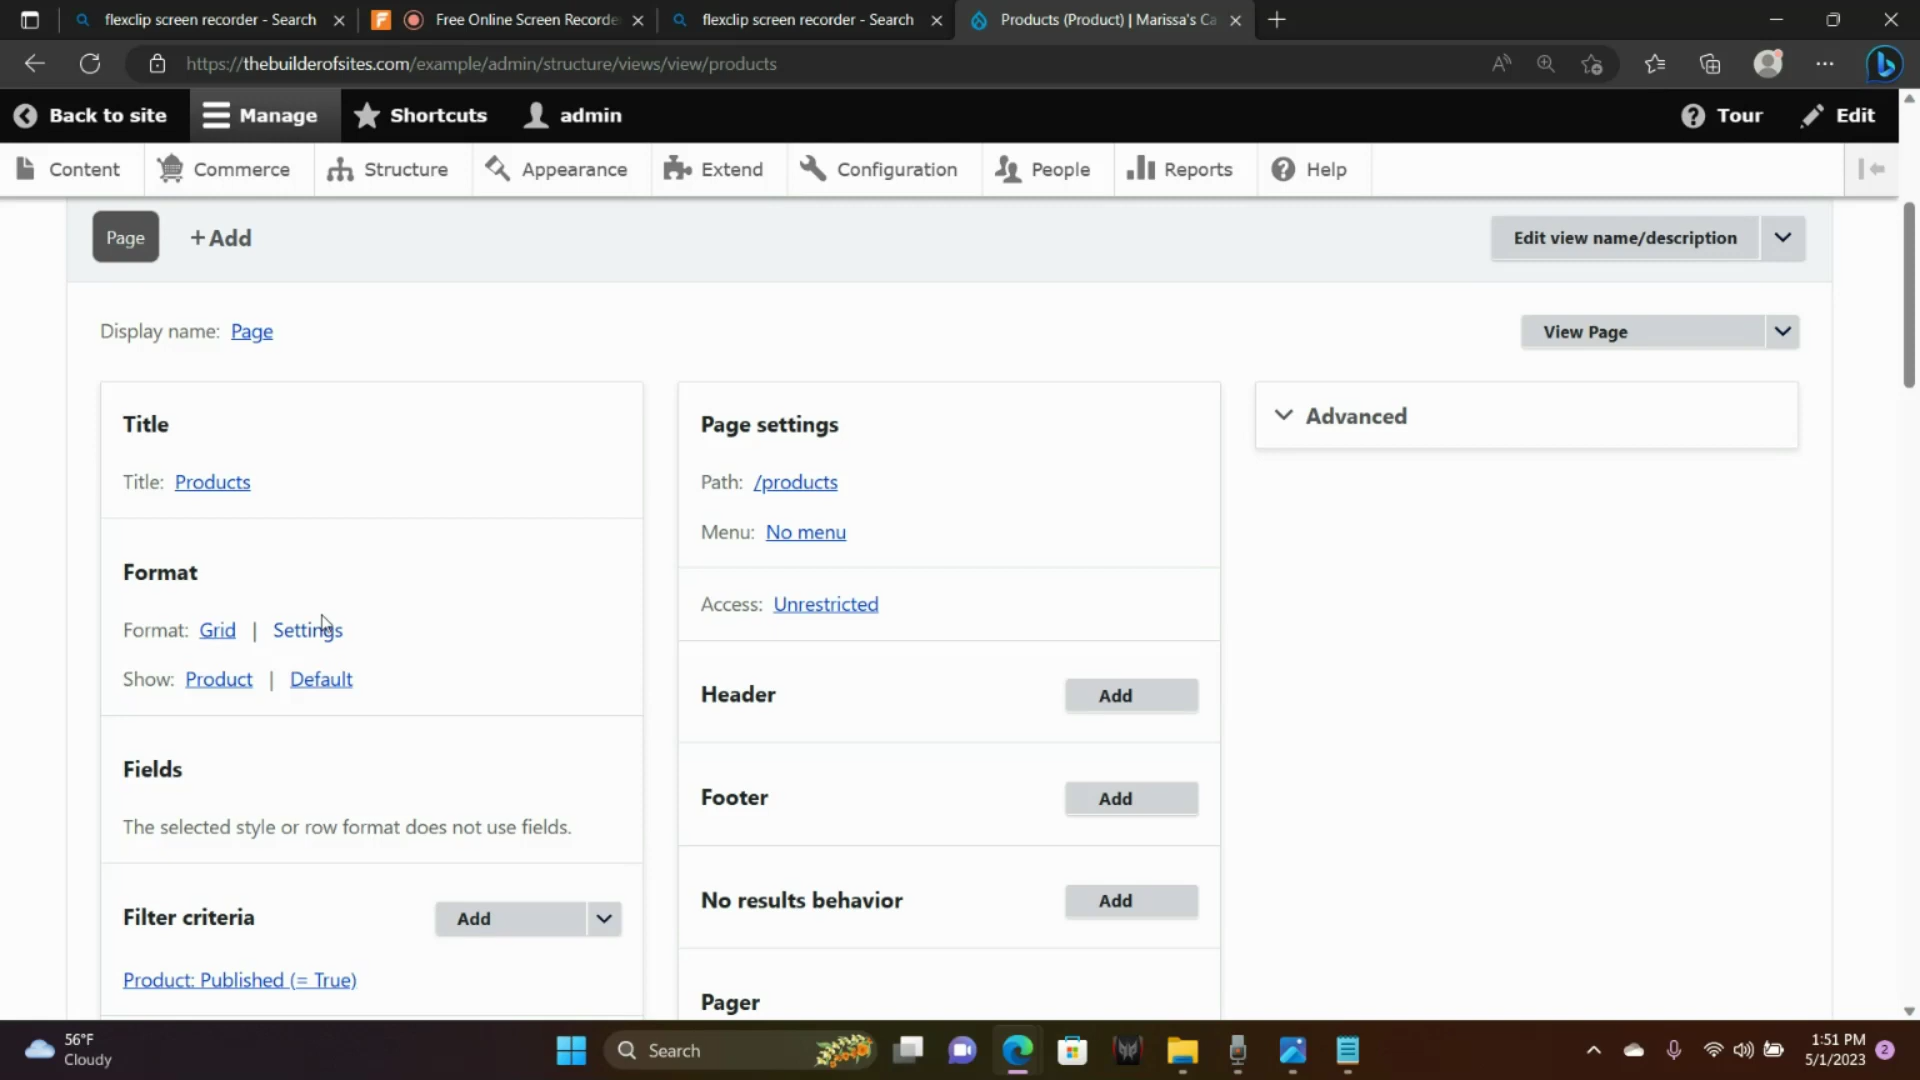 flexclip screen recorder - Search
Free Online Screen Recorde
flexclip screen recorder - Search
Products (Product) | Marissa's Ca
https://thebuilderofsites.com/example/admin/structure/views/view/products
Back to site
Manage
Shortcuts
admin
Tour
Edit
Content
Commerce
Structure
Appearance
Extend
Configuration
People
Reports
Help
Page
+ Add
Edit view name/description
Display name: Page
View Page
Title
Title: Products
Format
Format: Grid | Settings
Show: Product | Default
Fields
The selected style or row format does not use fields.
Filter criteria
Add
Product: Published (= True)
Page settings
Path: /products
Menu: No menu
Access: Unrestricted
Header
Add
Footer
Add
No results behavior
Add
Pager
Advanced
56°F
Cloudy
Search
1:51 PM
5/1/2023
2